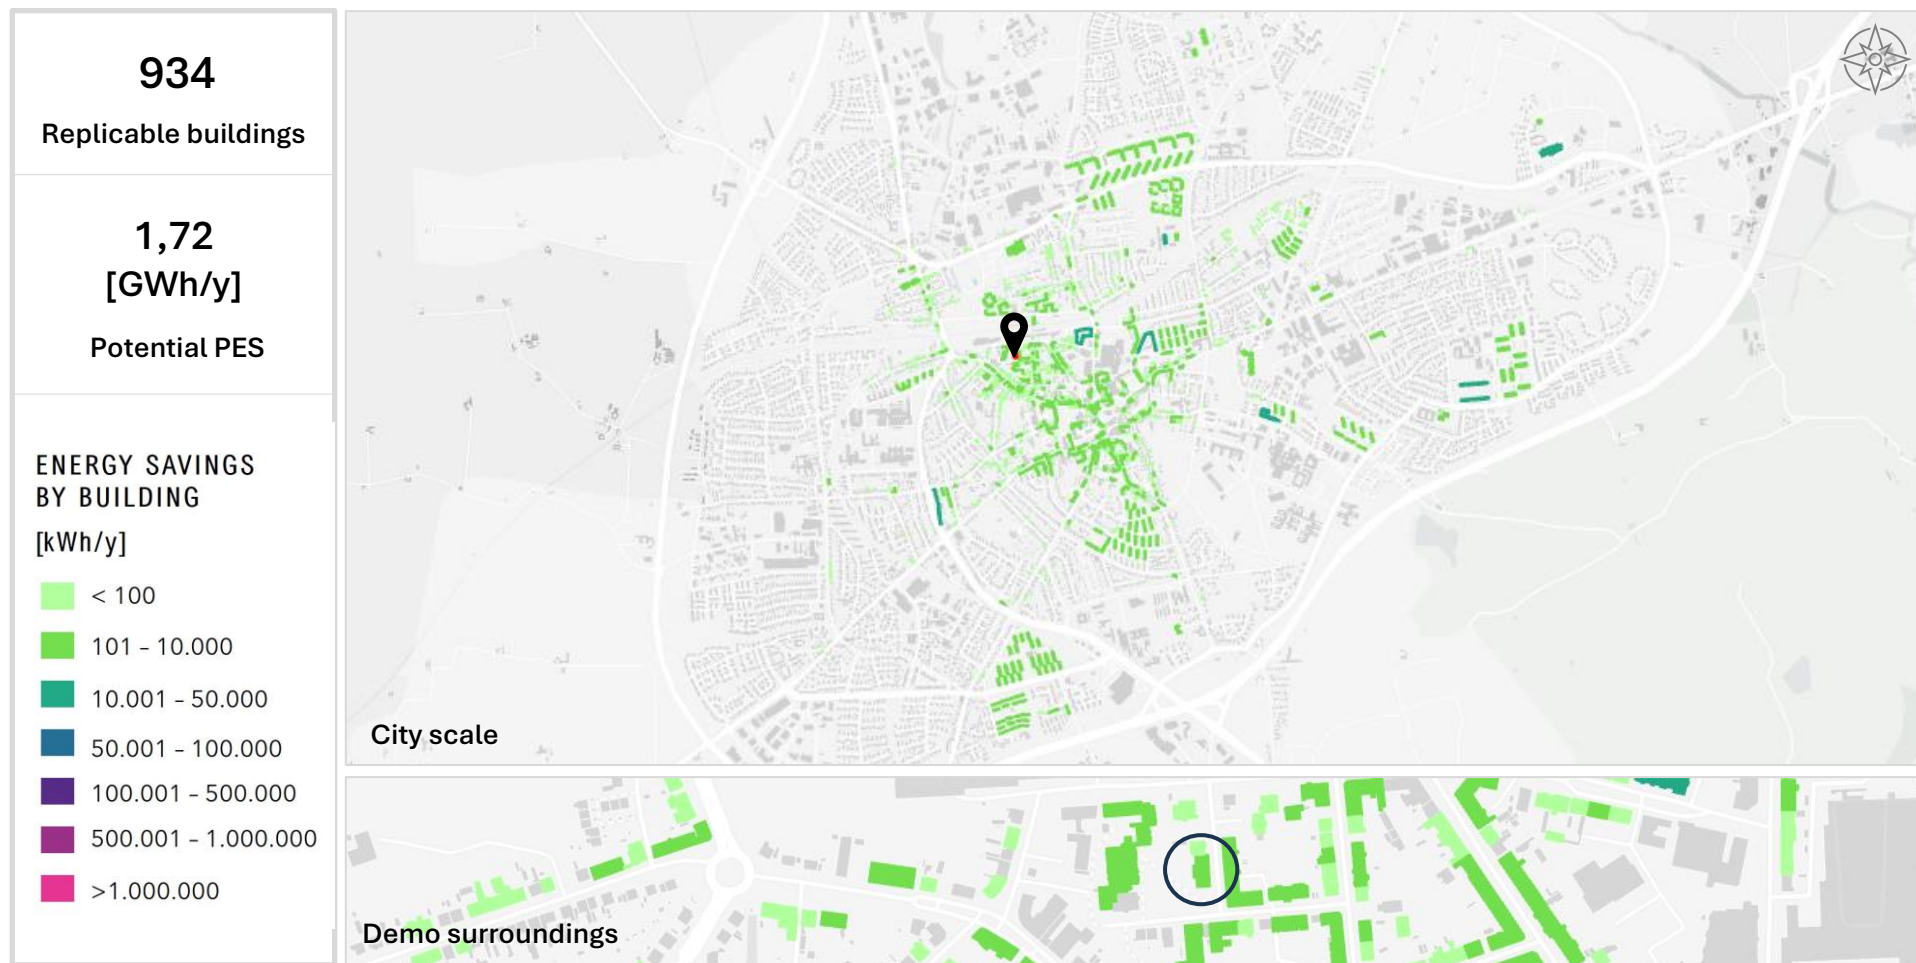 934
Replicable buildings
1,72
[GWh/y]
Potential PES
ENERGY SAVINGS
BY BUILDING
[kWh/y]
< 100
101 – 10.000
10.001 – 50.000
50.001 – 100.000
100.001 – 500.000
500.001 – 1.000.000
>1.000.000
City scale
Demo surroundings